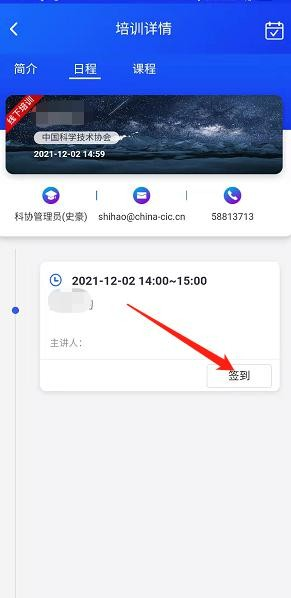 培训详情
简介 日程 课程
线下培训
中国科学技术协会
2021-12-02 14:59
科协管理员(史豪) shihao@china-cic.cn 58813713
2021-12-02 14:00~15:00
主讲人:
签到